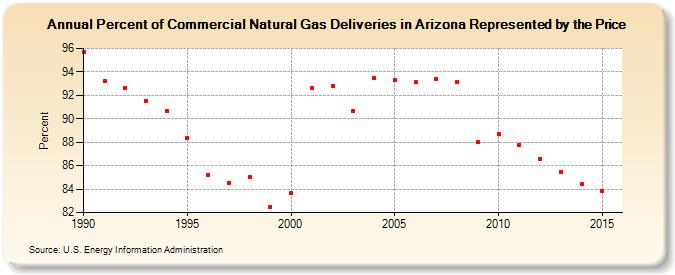 Annual Percent of Commercial Natural Gas Deliveries in Arizona Represented by the Price
Percent
96
94
92
90
88
86
84
82
1990 1995 2000 2005 2010 2015
Source: U.S. Energy Information Administration